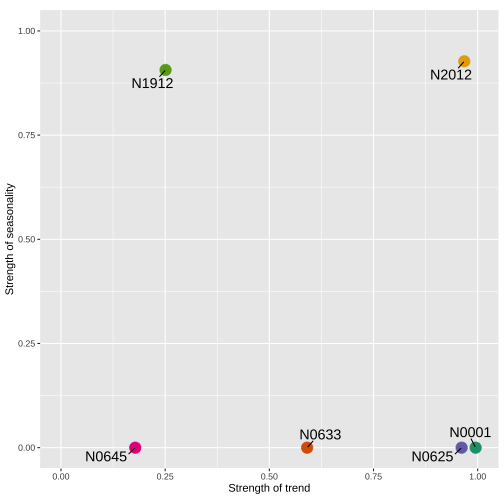 1.00
N2012
N1912
0.75
Strength of seasonality
0.50
0.25
N0633
N0001
0.00
N0645
N0625
0.00 0.25 0.50 0.75 1.00
Strength of trend